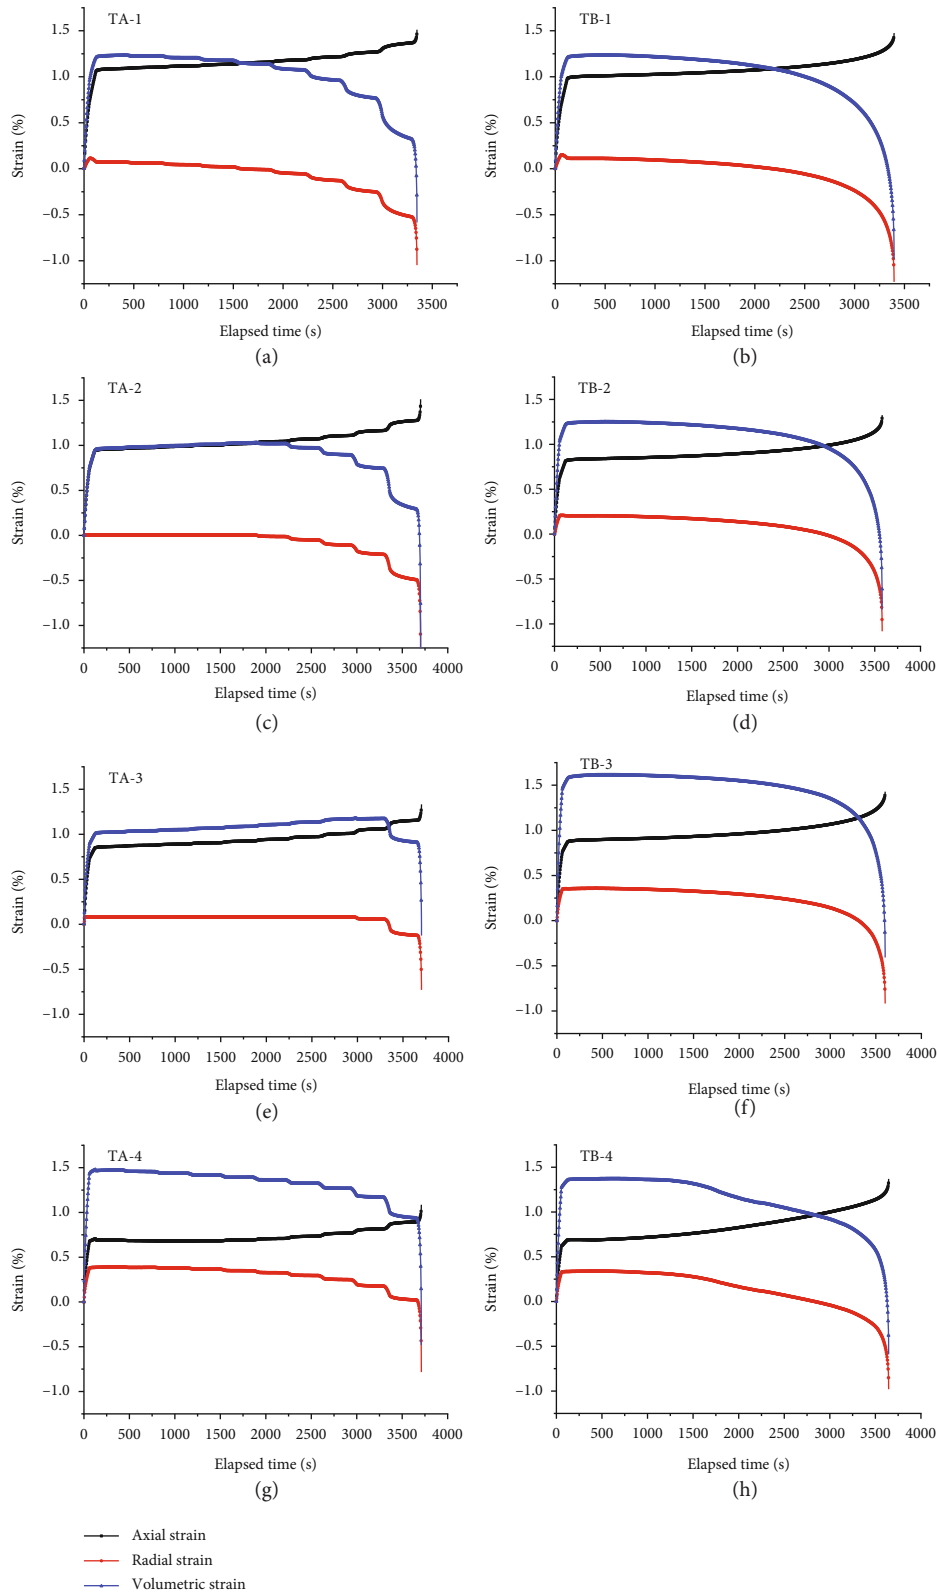 TA-1
Strain (%)
1.5
1.0
0.5
0.0
–0.5
–1.0
0 500 1000 1500 2000 2500 3000 3500
Elapsed time (s)
(a)
TB-1
Strain (%)
1.5
1.0
0.5
0.0
–0.5
–1.0
0 500 1000 1500 2000 2500 3000 3500
Elapsed time (s)
(b)
TA-2
Strain (%)
1.5
1.0
0.5
0.0
–0.5
–1.0
0 500 1000 1500 2000 2500 3000 3500 4000
Elapsed time (s)
(c)
TB-2
Strain (%)
1.5
1.0
0.5
0.0
–0.5
–1.0
0 500 1000 1500 2000 2500 3000 3500 4000
Elapsed time (s)
(d)
TA-3
Strain (%)
1.5
1.0
0.5
0.0
–0.5
–1.0
0 500 1000 1500 2000 2500 3000 3500 4000
Elapsed time (s)
(e)
TB-3
Strain (%)
1.5
1.0
0.5
0.0
–0.5
–1.0
0 500 1000 1500 2000 2500 3000 3500 4000
Elapsed time (s)
(f)
TA-4
Strain (%)
1.5
1.0
0.5
0.0
–0.5
–1.0
0 500 1000 1500 2000 2500 3000 3500 4000
Elapsed time (s)
(g)
TB-4
Strain (%)
1.5
1.0
0.5
0.0
–0.5
–1.0
0 500 1000 1500 2000 2500 3000 3500 4000
Elapsed time (s)
(h)
Axial strain
Radial strain
Volumetric strain